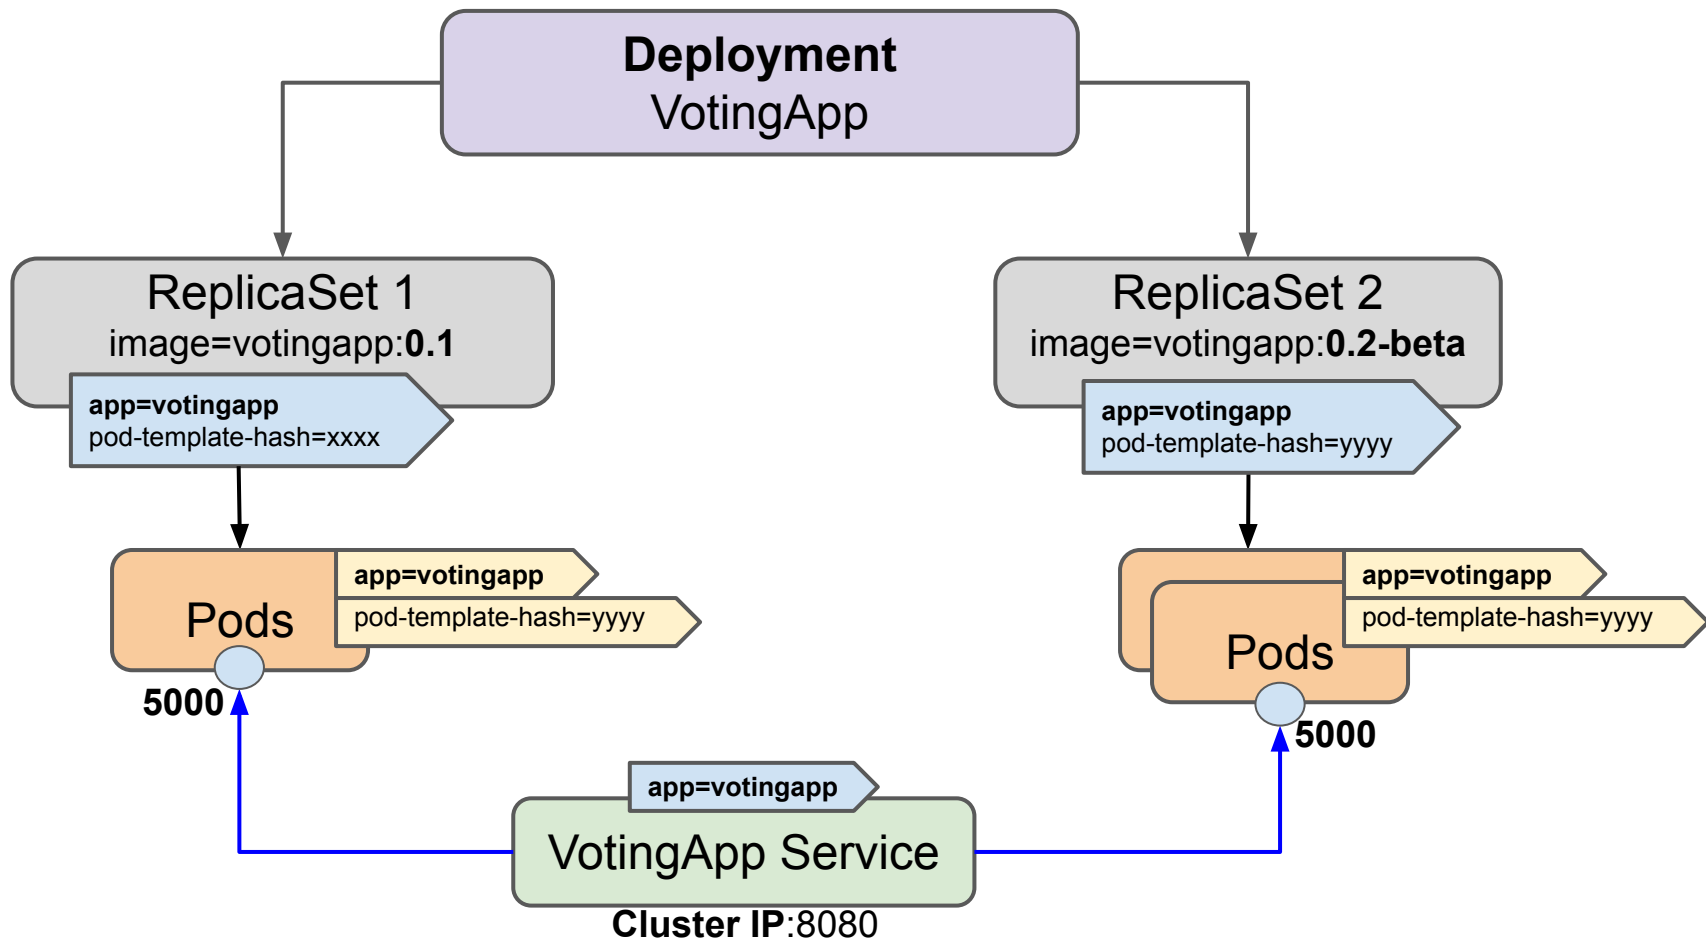 Deployment
VotingApp
ReplicaSet 1
image=votingapp:0.1
app=votingapp
pod-template-hash=xxxx
ReplicaSet 2
image=votingapp:0.2-beta
app=votingapp
pod-template-hash=yyyy
Pods
app=votingapp
pod-template-hash=yyyy
5000
Pods
app=votingapp
pod-template-hash=yyyy
5000
app=votingapp
VotingApp Service
Cluster IP:8080